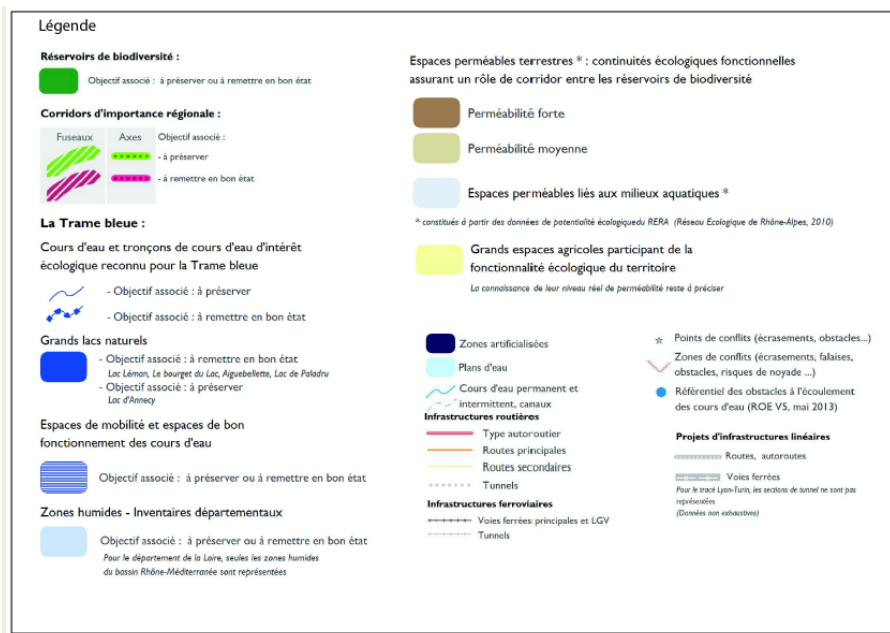 Légende
Réservoirs de biodiversité :
Objectif associé : à préserver ou à remettre en bon état
Corridors d'importance régionale :
Fuseaux
Axes
Objectif associé :
- à préserver
- à remettre en bon état
La Trame bleue :
Cours d'eau et tronçons de cours d'eau d'intérêt
écologique reconnu pour la Trame bleue
- Objectif associé : à préserver
- Objectif associé : à remettre en bon état
Grands lacs naturels
- Objectif associé : à remettre en bon état
Lac Léman, Le bourget du Lac, Aiguebellette, Lac de Paladru
- Objectif associé : à préserver
Lac d'Annecy
Espaces de mobilité et espaces de bon
fonctionnement des cours d'eau
Objectif associé : à préserver ou à remettre en bon état
Zones humides - Inventaires départementaux
Objectif associé : à préserver ou à remettre en bon état
Pour le département de la Loire, seules les zones humides
du bassin Rhône-Méditerranée sont représentées
Espaces perméables terrestres * : continuités écologiques fonctionnelles
assurant un rôle de corridor entre les réservoirs de biodiversité
Perméabilité forte
Perméabilité moyenne
Espaces perméables liés aux milieux aquatiques *
* constitués à partir des données de potentialité écologiquedu RERA (Réseau Ecologique de Rhône-Alpes, 2010)
Grands espaces agricoles participant de la
fonctionnalité écologique du territoire
La connaissance de leur niveau réel de perméabilité reste à préciser
Zones artificialisées
Plans d'eau
Cours d'eau permanent et
intermittent, canaux
Infrastructures routières
Type autoroutier
Routes principales
Routes secondaires
Tunnels
Infrastructures ferroviaires
Voies ferrées principales et LGV
Tunnels
Points de conflits (écrasements, obstacles...)
Zones de conflits (écrasements, falaises,
obstacles, risques de noyade ...)
Référentiel des obstacles à l'écoulement
des cours d'eau (ROE V5, mai 2013)
Projets d'infrastructures linéaires
Routes, autoroutes
Voies ferrées
Pour le tracé Lyon-Turin, les sections de tunnel ne sont pas
représentées
(Données non exhaustives)